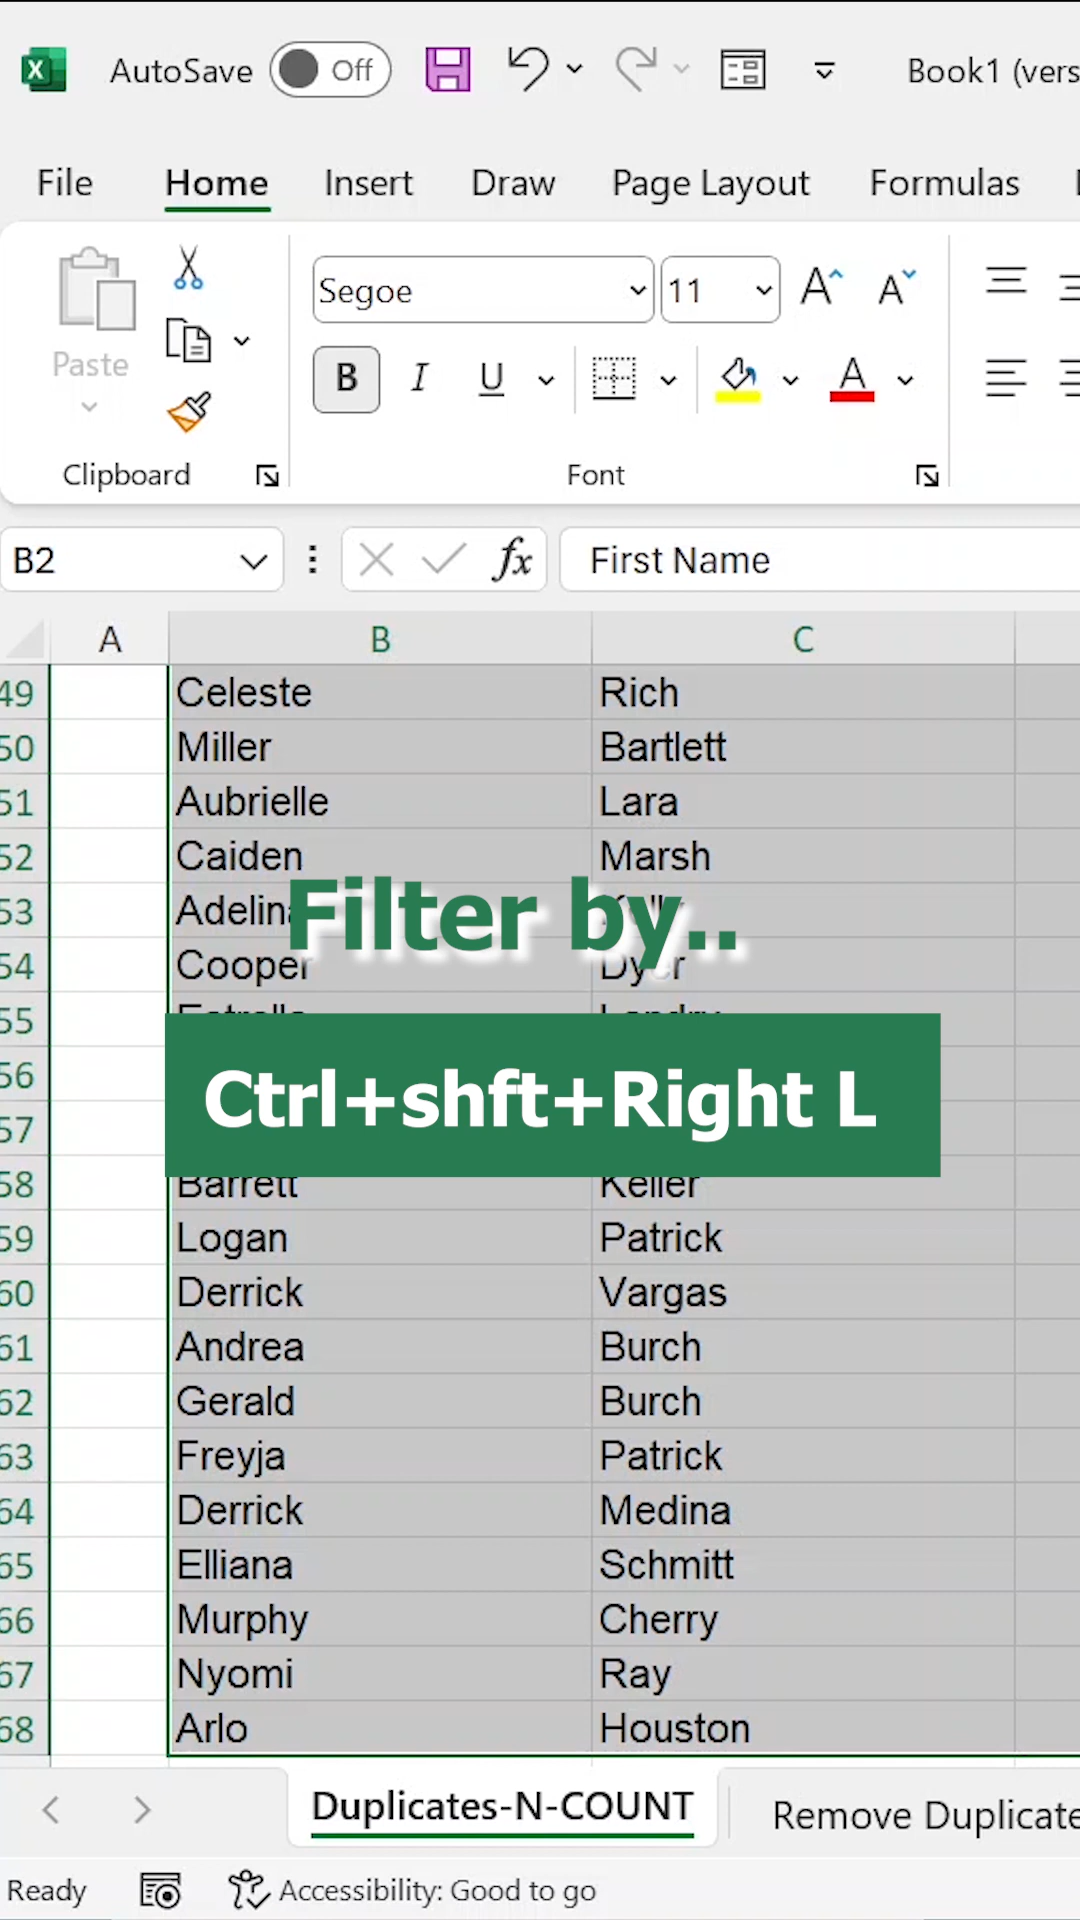 AutoSave Off Book1 (vers
File Home Insert Draw Page Layout Formulas
Segoe 11
Paste
B I U A
Clipboard Font
B2 fx First Name
A B C
49 Celeste Rich
50 Miller Bartlett
51 Aubrielle Lara
52 Caiden Marsh
53 Adelin
Filter by..
54 Cooper Dyer
55
Ctrl+shft+Right L
56
57
58 Barrett Keller
59 Logan Patrick
60 Derrick Vargas
61 Andrea Burch
62 Gerald Burch
63 Freyja Patrick
64 Derrick Medina
65 Elliana Schmitt
66 Murphy Cherry
67 Nyomi Ray
68 Arlo Houston
Duplicates-N-COUNT Remove Duplicate
Ready Accessibility: Good to go